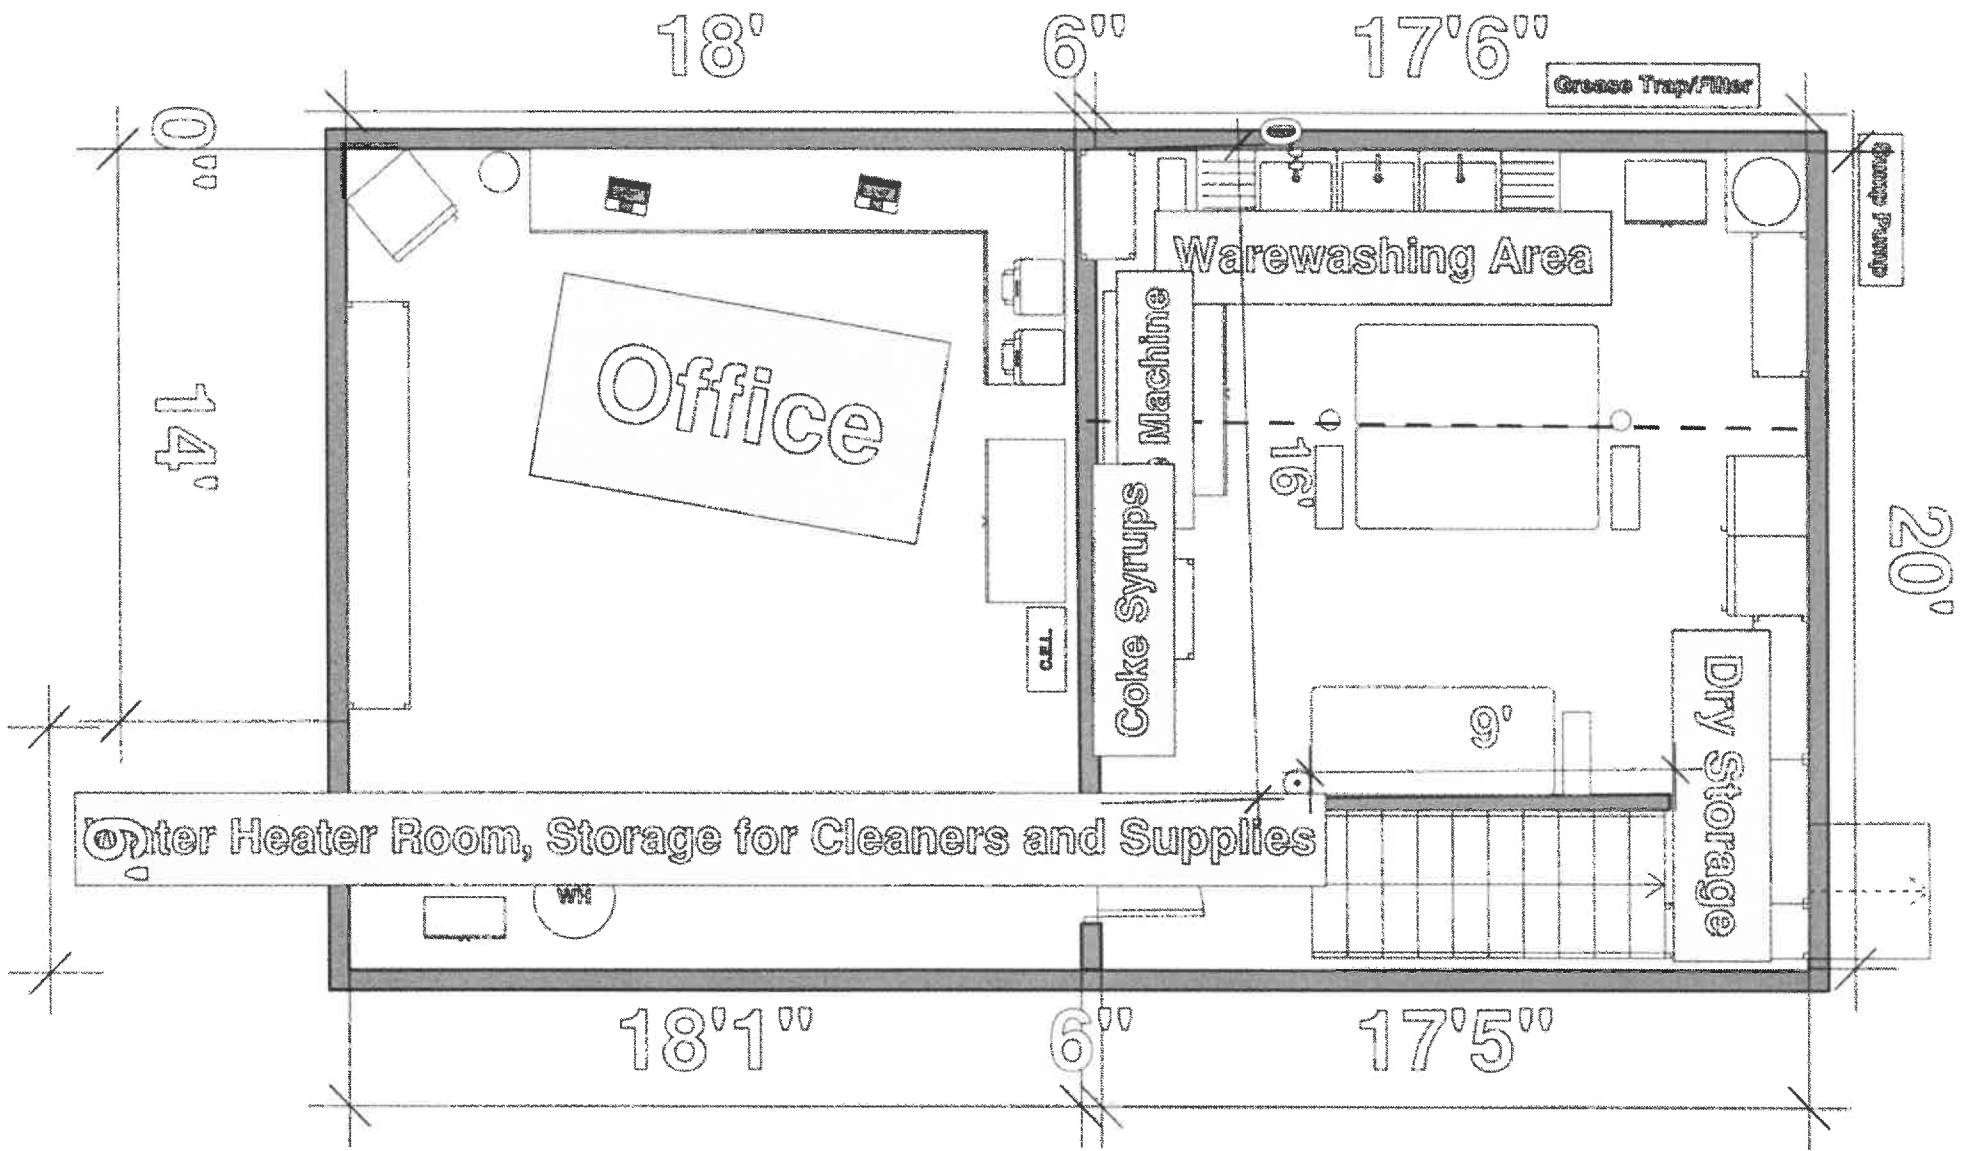 18'
6"
17'6"
Grease Trap/Filter
0"
0
Sump Pump
Warewashing Area
Machine
Office
14'
16'
Coke Syrups
20'
C.E.L.
Dry Storage
9'
ater Heater Room, Storage for Cleaners and Supplies
6'
WH
18'1"
6"
17'5"